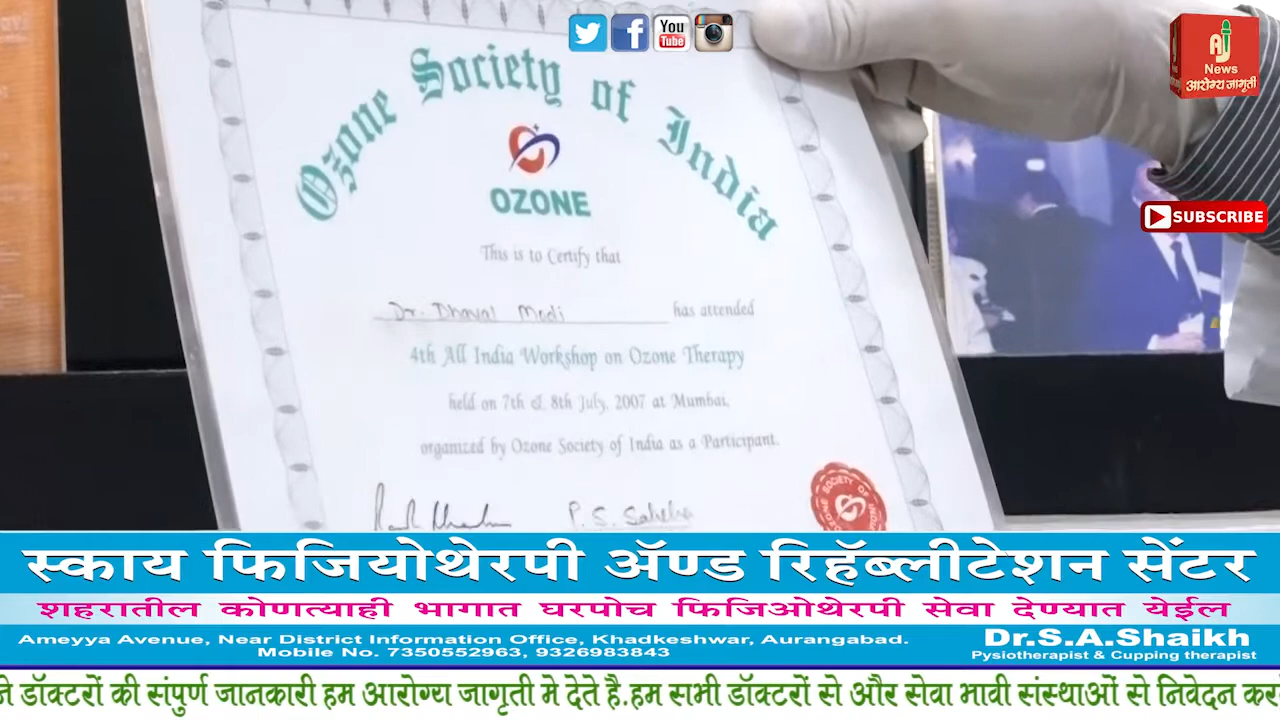 You
Tube
AJ
News
आरोग्य जागृती
SUBSCRIBE
Ozone Society of India
OZONE
This is to Certify that
Dr. Dhaval Modi has attended
4th All India Workshop on Ozone Therapy
held on 7th & 8th July, 2007 at Mumbai,
organized by Ozone Society of India as a Participant.
P. S. Saheba
SOCIETY OF
स्काय फिजियोथेरपी ॲण्ड रिहॅब्लीटेशन सेंटर
शहरातील कोणत्याही भागात घरपोच फिजिओथेरपी सेवा देण्यात येईल
Ameyya Avenue, Near District Information Office, Khadkeshwar, Aurangabad.
Mobile No. 7350552963, 9326983843
Dr.S.A.Shaikh
Pysiotherapist & Cupping therapist
डॉक्टरों की संपुर्ण जानकारी हम आरोग्य जागृती मे देते है.हम सभी डॉक्टरों से और सेवा भावी संस्थाओं से निवेदन